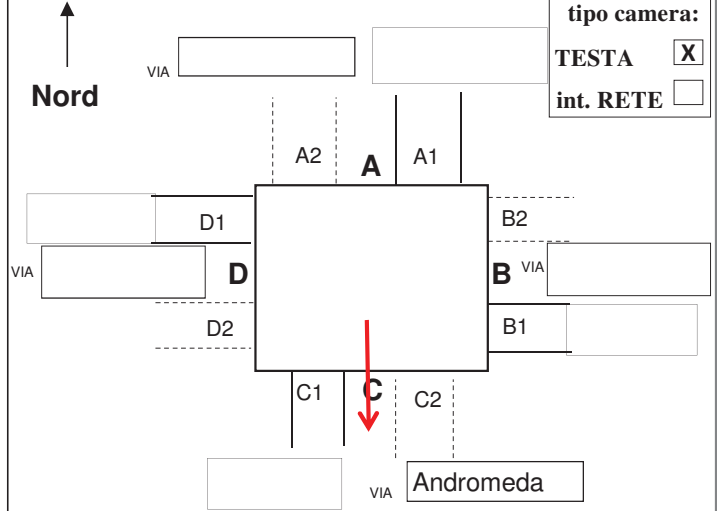 tipo camera:
TESTA X
int. RETE
Nord
VIA
A2 A A1
D1 B2
VIA D B VIA
D2 B1
C1 C C2
VIA Andromeda